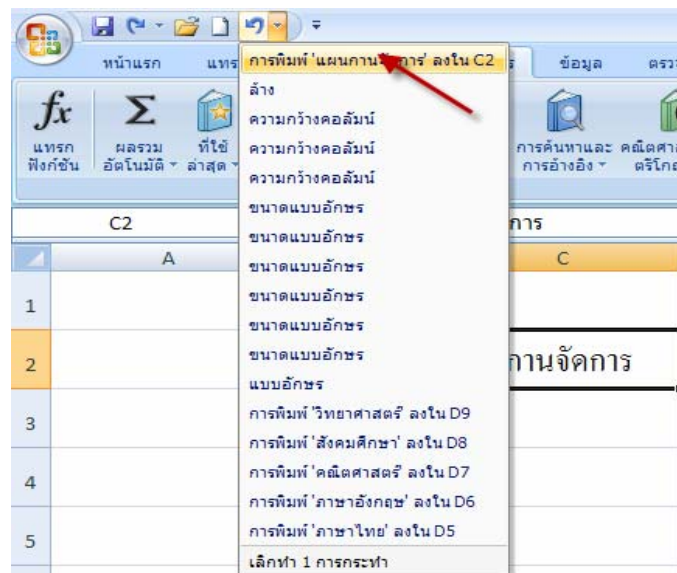 หน้าแรก แทร ข้อมูล ตรว
fx Σ
แทรก ฟังก์ชัน
ผลรวม อัตโนมัติ
ที่ใช้ ล่าสุด
การค้นหาและ การอ้างอิง
คณิตศา ตรีโกณ
C2 การ
A C
การพิมพ์ 'แผนกานจัดการ' ลงใน C2
ล้าง
ความกว้างคอลัมน์
ความกว้างคอลัมน์
ความกว้างคอลัมน์
ขนาดแบบอักษร
ขนาดแบบอักษร
ขนาดแบบอักษร
ขนาดแบบอักษร
ขนาดแบบอักษร
ขนาดแบบอักษร
แบบอักษร
การพิมพ์ 'วิทยาศาสตร์' ลงใน D9
การพิมพ์ 'สังคมศึกษา' ลงใน D8
การพิมพ์ 'คณิตศาสตร์' ลงใน D7
การพิมพ์ 'ภาษาอังกฤษ' ลงใน D6
การพิมพ์ 'ภาษาไทย' ลงใน D5
เลิกทำ 1 การกระทำ
1
2 กานจัดการ
3
4
5